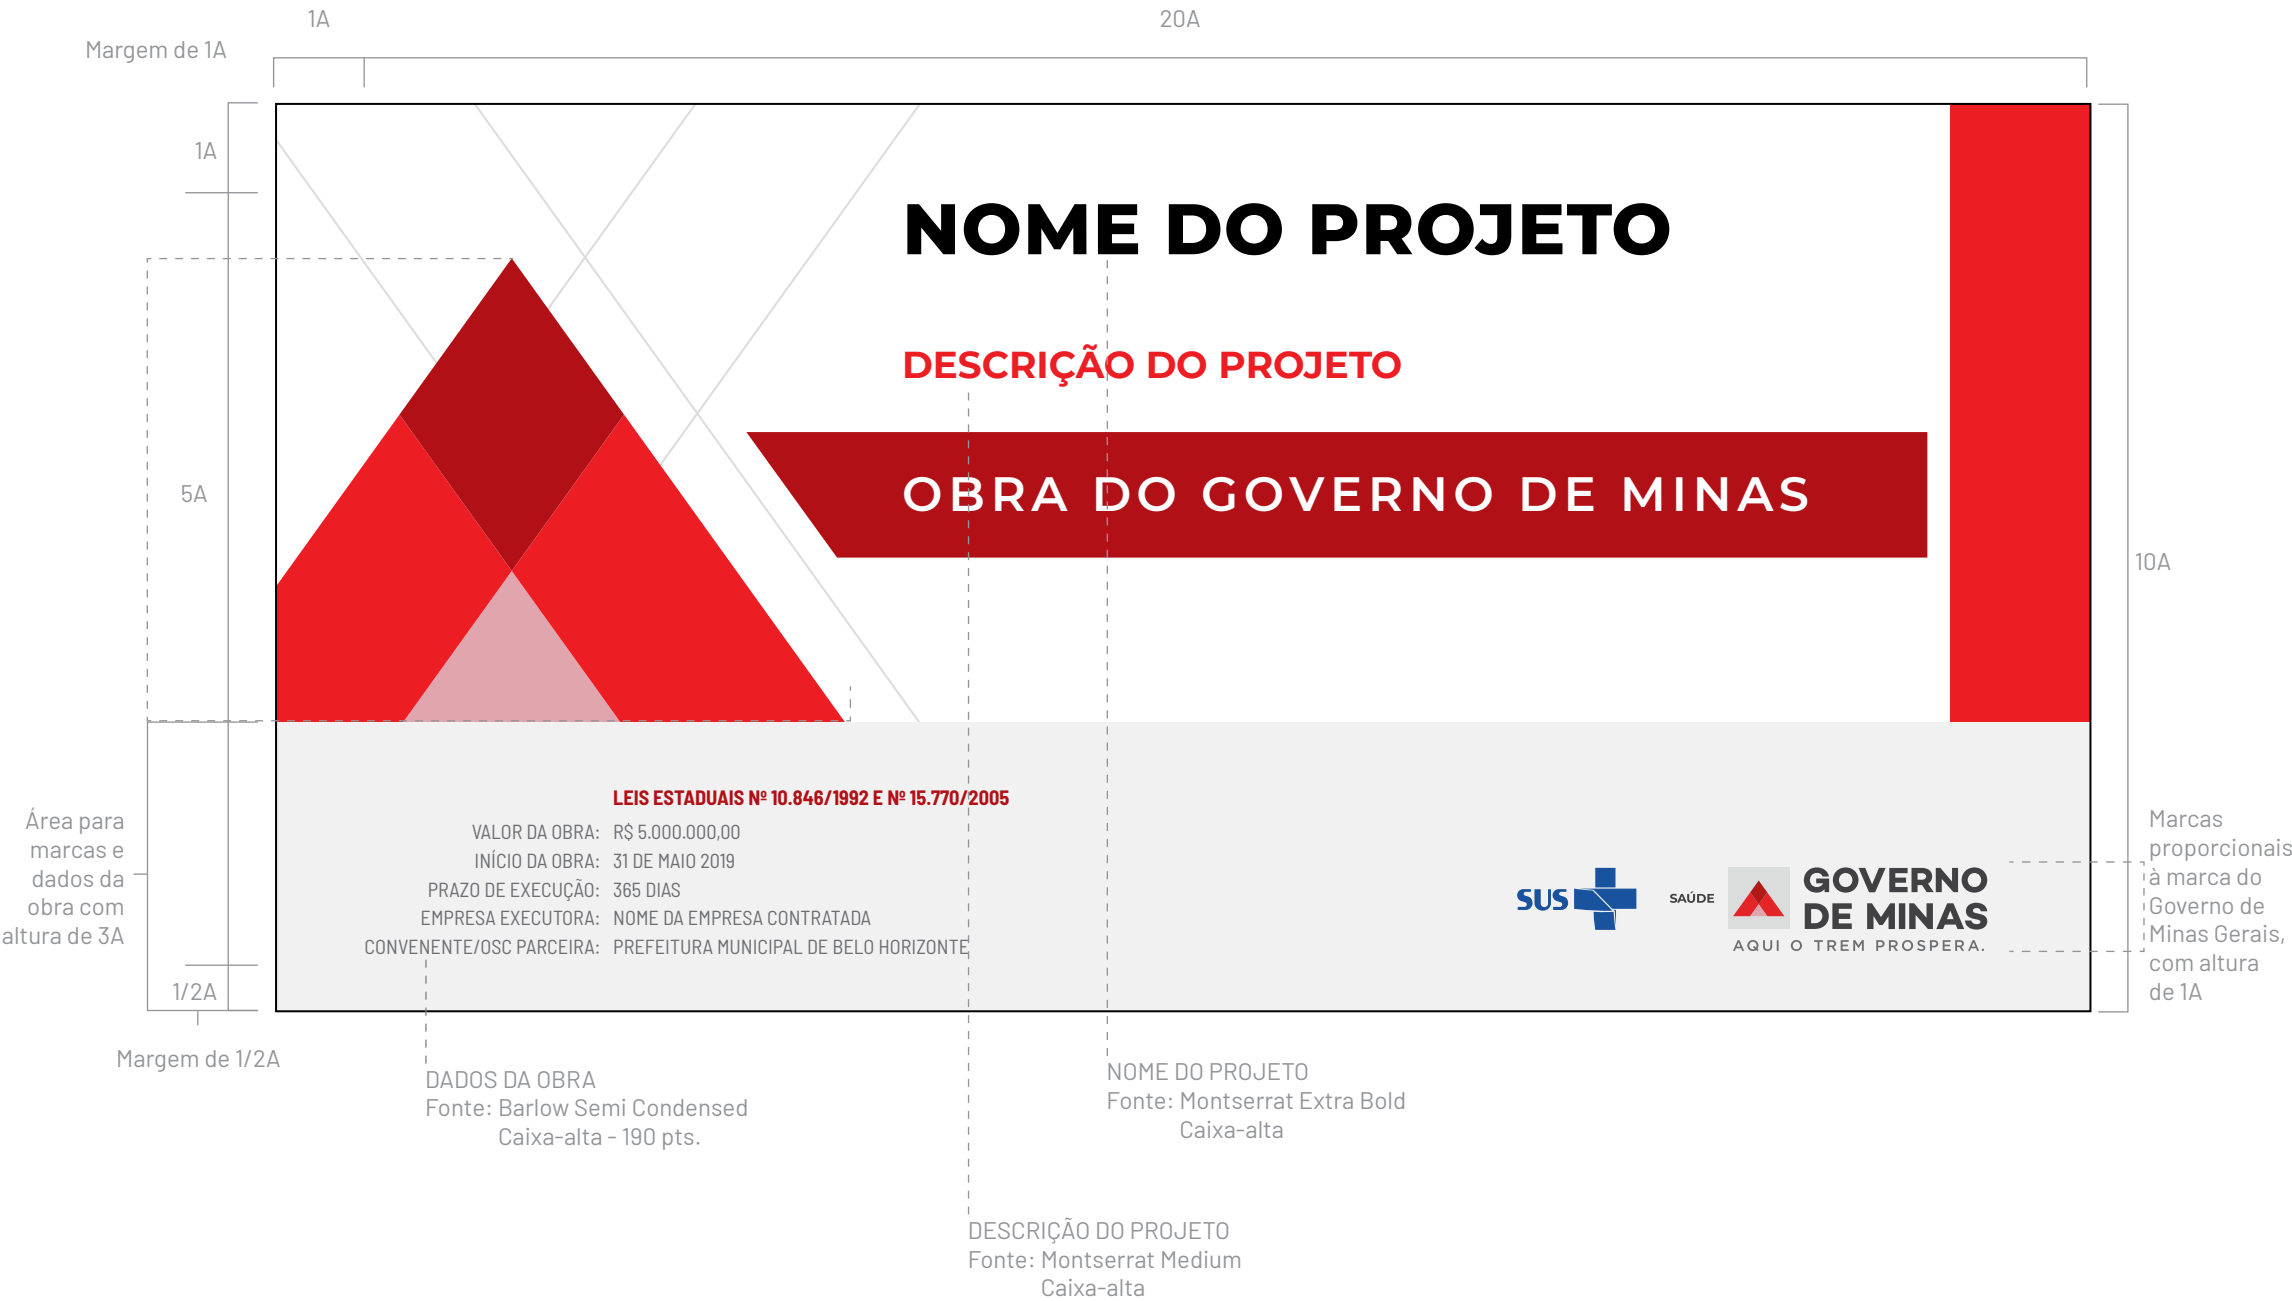 1A
20A
Margem de 1A
1A
NOME DO PROJETO
DESCRIÇÃO DO PROJETO
5A
OBRA DO GOVERNO DE MINAS
10A
Área para
marcas e
dados da
obra com
altura de 3A
LEIS ESTADUAIS Nº 10.846/1992 E Nº 15.770/2005
VALOR DA OBRA: R$ 5.000.000,00
INÍCIO DA OBRA: 31 DE MAIO 2019
PRAZO DE EXECUÇÃO: 365 DIAS
EMPRESA EXECUTORA: NOME DA EMPRESA CONTRATADA
CONVENENTE/OSC PARCEIRA: PREFEITURA MUNICIPAL DE BELO HORIZONTE
SUS
SAÚDE
GOVERNO
DE MINAS
AQUI O TREM PROSPERA.
Marcas
proporcionais
à marca do
Governo de
Minas Gerais,
com altura
de 1A
1/2A
Margem de 1/2A
DADOS DA OBRA
Fonte: Barlow Semi Condensed
Caixa-alta - 190 pts.
NOME DO PROJETO
Fonte: Montserrat Extra Bold
Caixa-alta
DESCRIÇÃO DO PROJETO
Fonte: Montserrat Medium
Caixa-alta